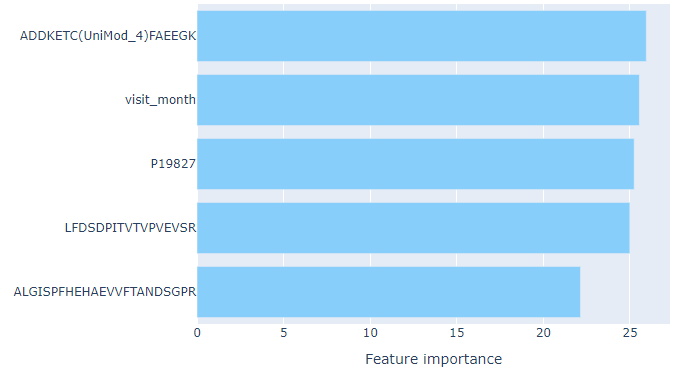 ADDKETC(UniMod_4)FAEEGK
visit_month
P19827
LFDSDPITVTVPVEVSR
ALGISPFHEHAEVVFTANDSGPR
0 5 10 15 20 25
Feature importance